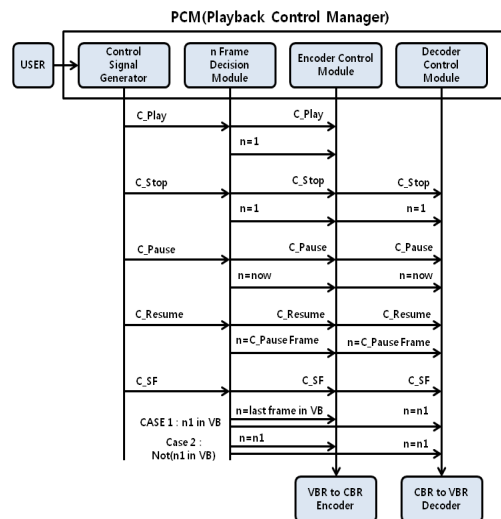 PCM(Playback Control Manager)
USER
Control
Signal
Generator
n Frame
Decision
Module
Encoder Control
Module
Decoder
Control
Module
C_Play C_Play
n=1
C_Stop C_Stop C_Stop
n=1 n=1
C_Pause C_Pause C_Pause
n=now n=now
C_Resume C_Resume C_Resume
n=C_Pause Frame n=C_Pause Frame
C_SF C_SF C_SF
n=last frame in VB n=n1
CASE 1 : n1 in VB
Case 2 :
Not(n1 in VB)
n=n1 n=n1
VBR to CBR
Encoder
CBR to VBR
Decoder